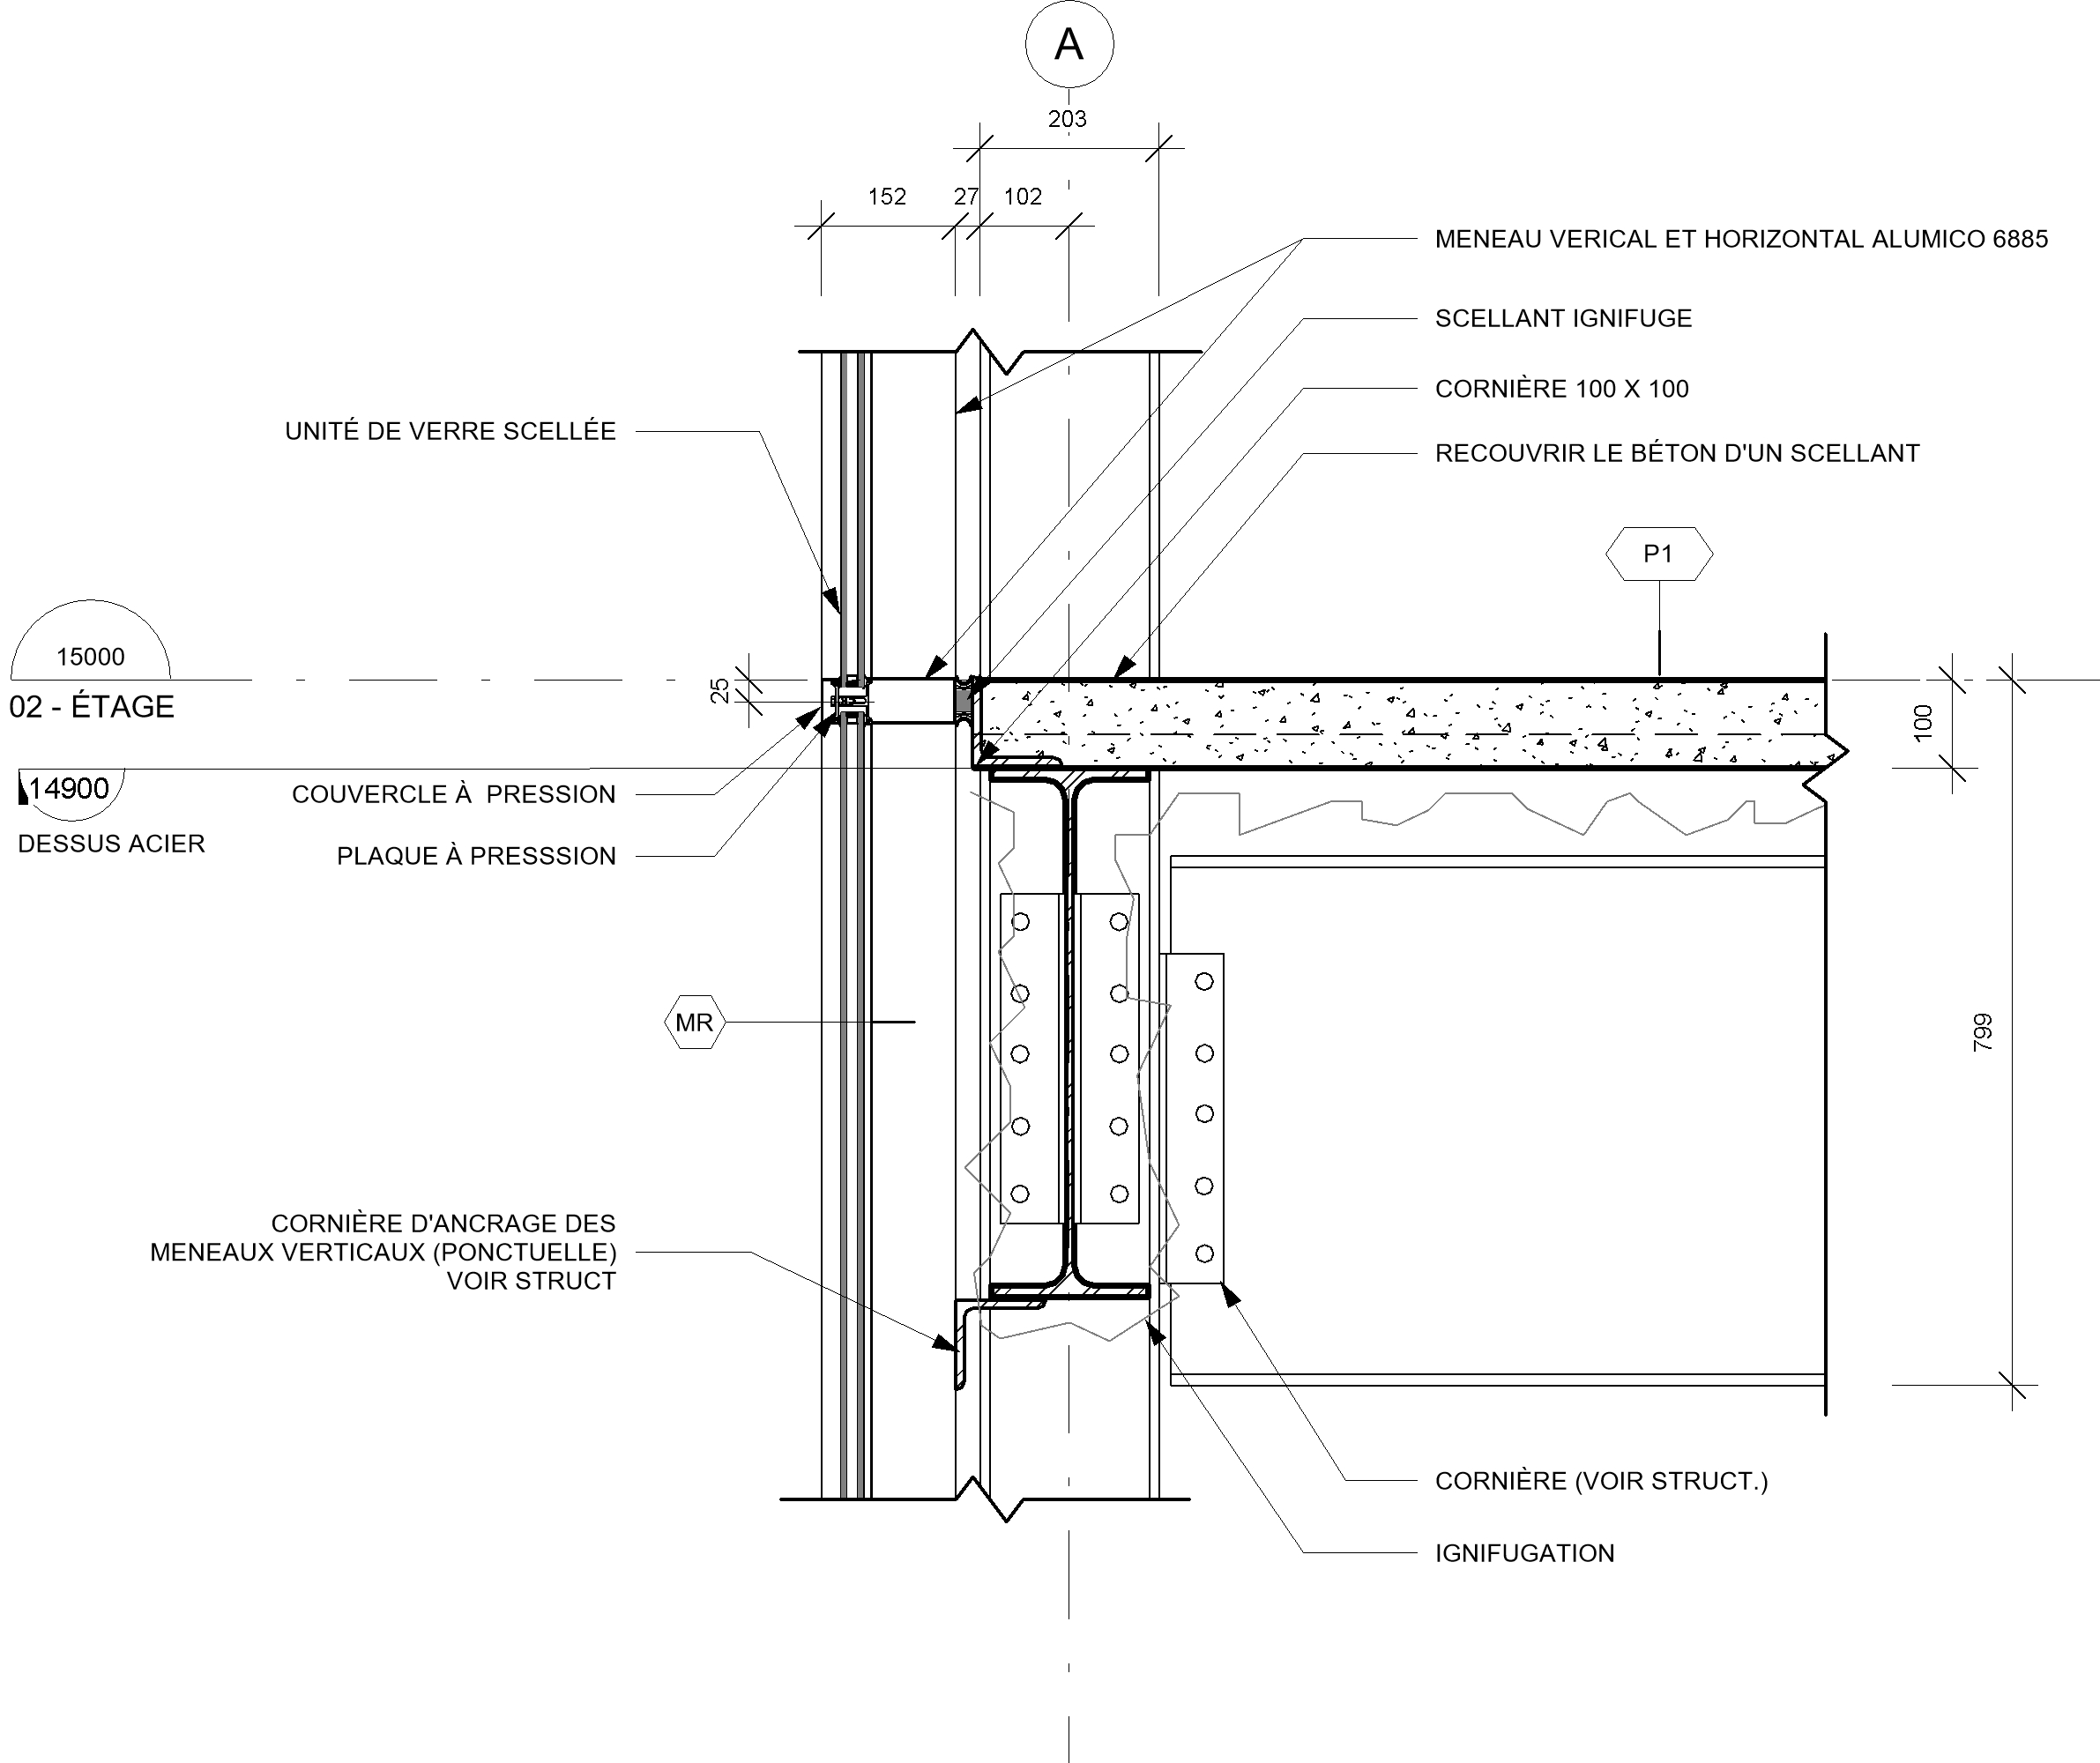 A
203
152
27
102
MENEAU VERICAL ET HORIZONTAL ALUMICO 6885
SCELLANT IGNIFUGE
CORNIÈRE 100 X 100
UNITÉ DE VERRE SCELLÉE
RECOUVRIR LE BÉTON D'UN SCELLANT
P1
15000
02 - ÉTAGE
25
100
14900
DESSUS ACIER
COUVERCLE À PRESSION
PLAQUE À PRESSSION
MR
799
CORNIÈRE D'ANCRAGE DES
MENEAUX VERTICAUX (PONCTUELLE)
VOIR STRUCT
CORNIÈRE (VOIR STRUCT.)
IGNIFUGATION